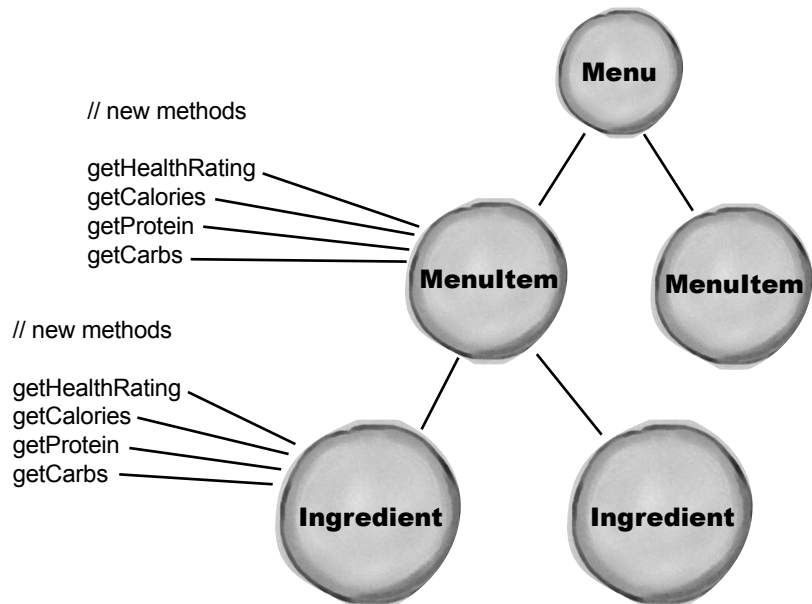 Menu
// new methods
getHealthRating
getCalories
getProtein
getCarbs
MenuItem
MenuItem
// new methods
getHealthRating
getCalories
getProtein
getCarbs
Ingredient
Ingredient